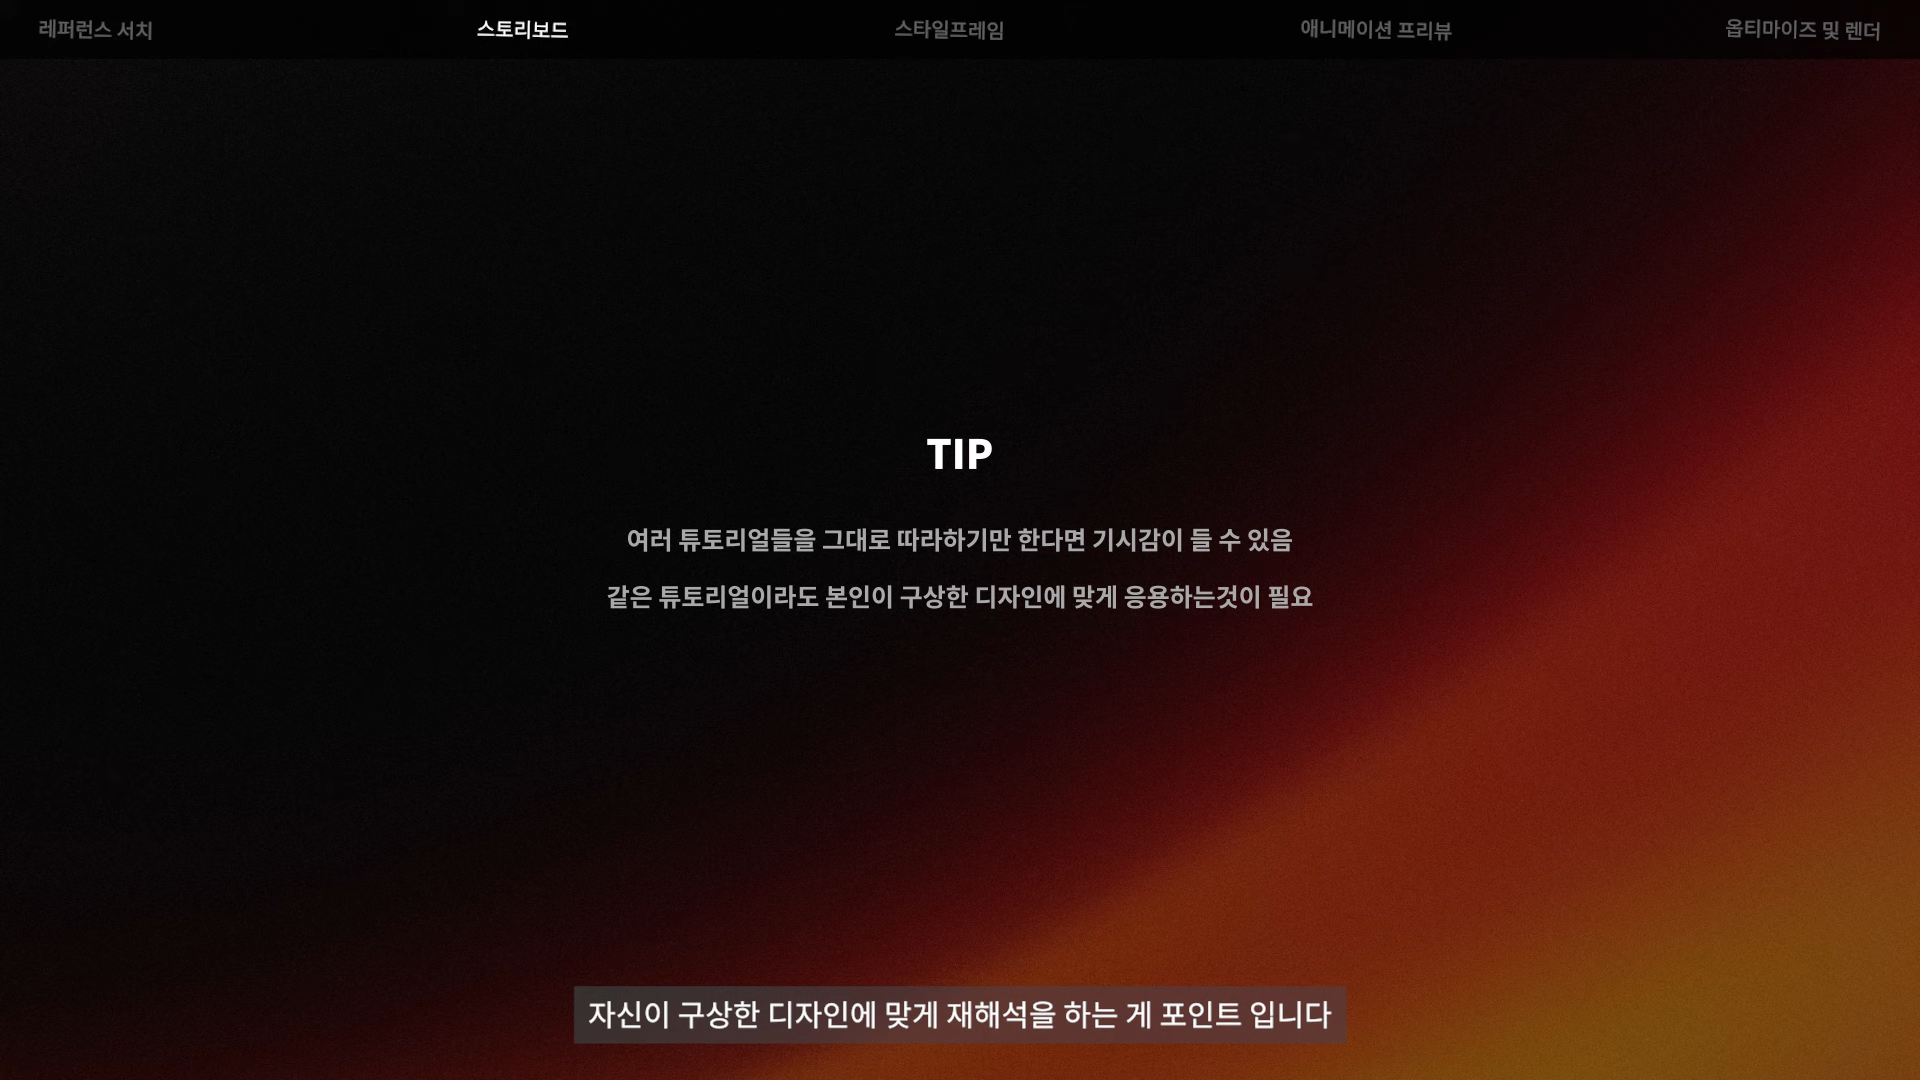 레퍼런스 서치
스토리보드
스타일프레임
애니메이션 프리뷰
옵티마이즈 및 렌더
TIP
여러 튜토리얼들을 그대로 따라하기만 한다면 기시감이 들 수 있음
같은 튜토리얼이라도 본인이 구상한 디자인에 맞게 응용하는것이 필요
자신이 구상한 디자인에 맞게 재해석을 하는 게 포인트 입니다